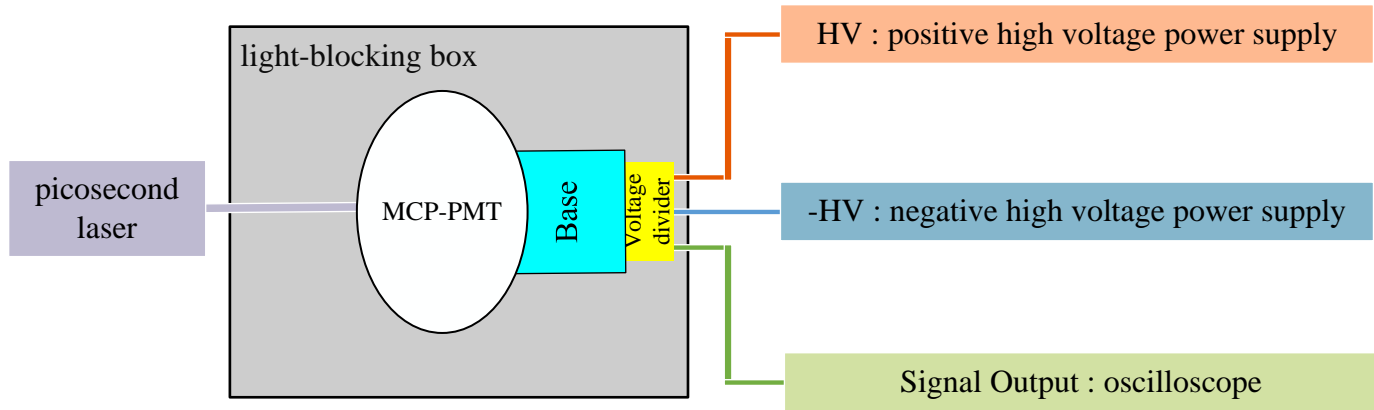 light-blocking box
picosecond
laser
MCP-PMT
Base
Voltage
divider
HV : positive high voltage power supply
-HV : negative high voltage power supply
Signal Output : oscilloscope